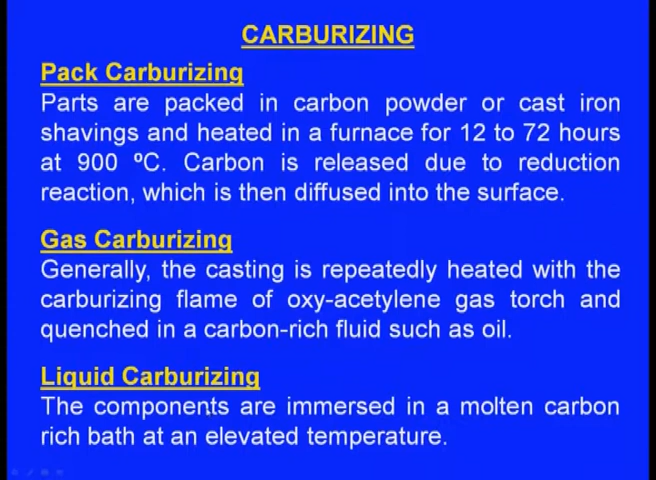 CARBURIZING
Pack Carburizing
Parts are packed in carbon powder or cast iron
shavings and heated in a furnace for 12 to 72 hours
at 900 ºC. Carbon is released due to reduction
reaction, which is then diffused into the surface.
Gas Carburizing
Generally, the casting is repeatedly heated with the
carburizing flame of oxy-acetylene gas torch and
quenched in a carbon-rich fluid such as oil.
Liquid Carburizing
The components are immersed in a molten carbon
rich bath at an elevated temperature.